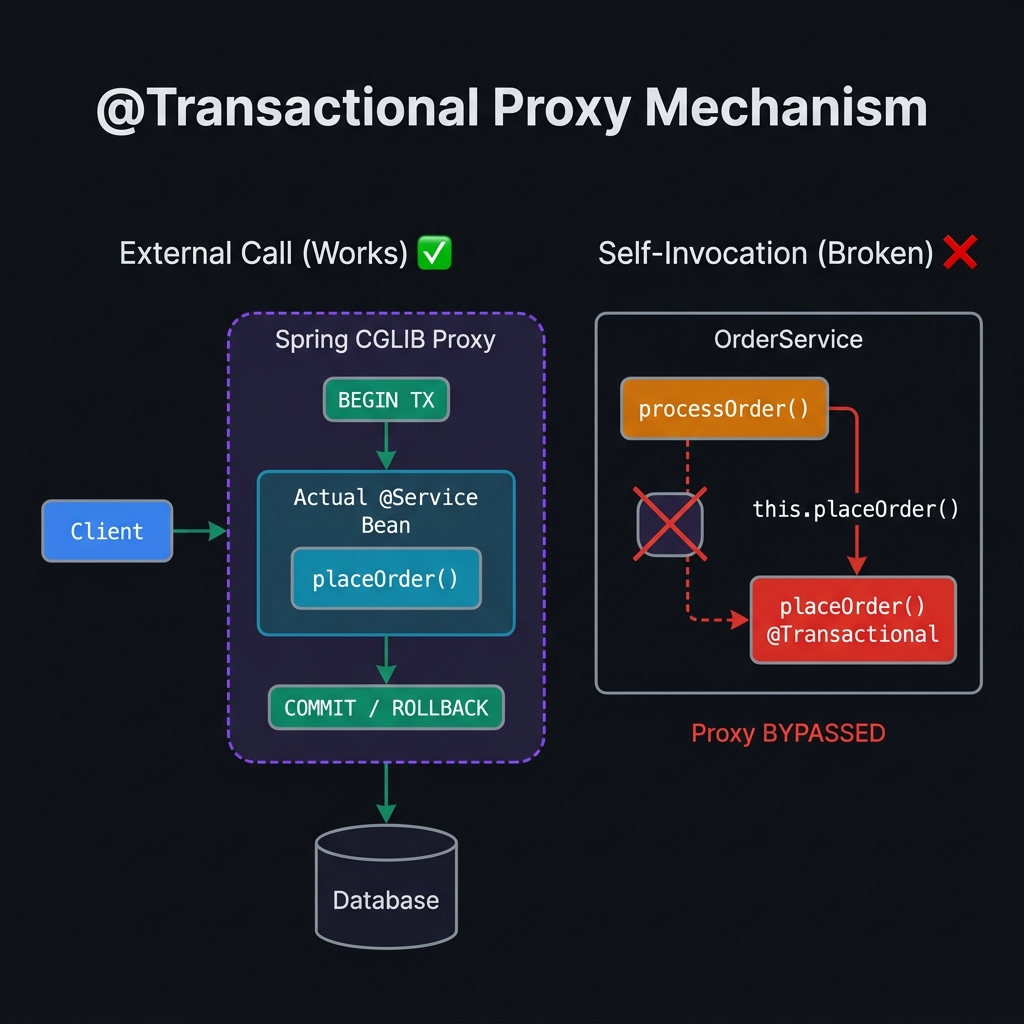 @Transactional Proxy Mechanism
External Call (Works) ✅
Spring CGLIB Proxy
BEGIN TX
Client
Actual @Service
Bean
placeOrder()
COMMIT / ROLLBACK
Database
Self-Invocation (Broken) ❌
OrderService
processOrder()
this.placeOrder()
placeOrder()
@Transactional
Proxy BYPASSED